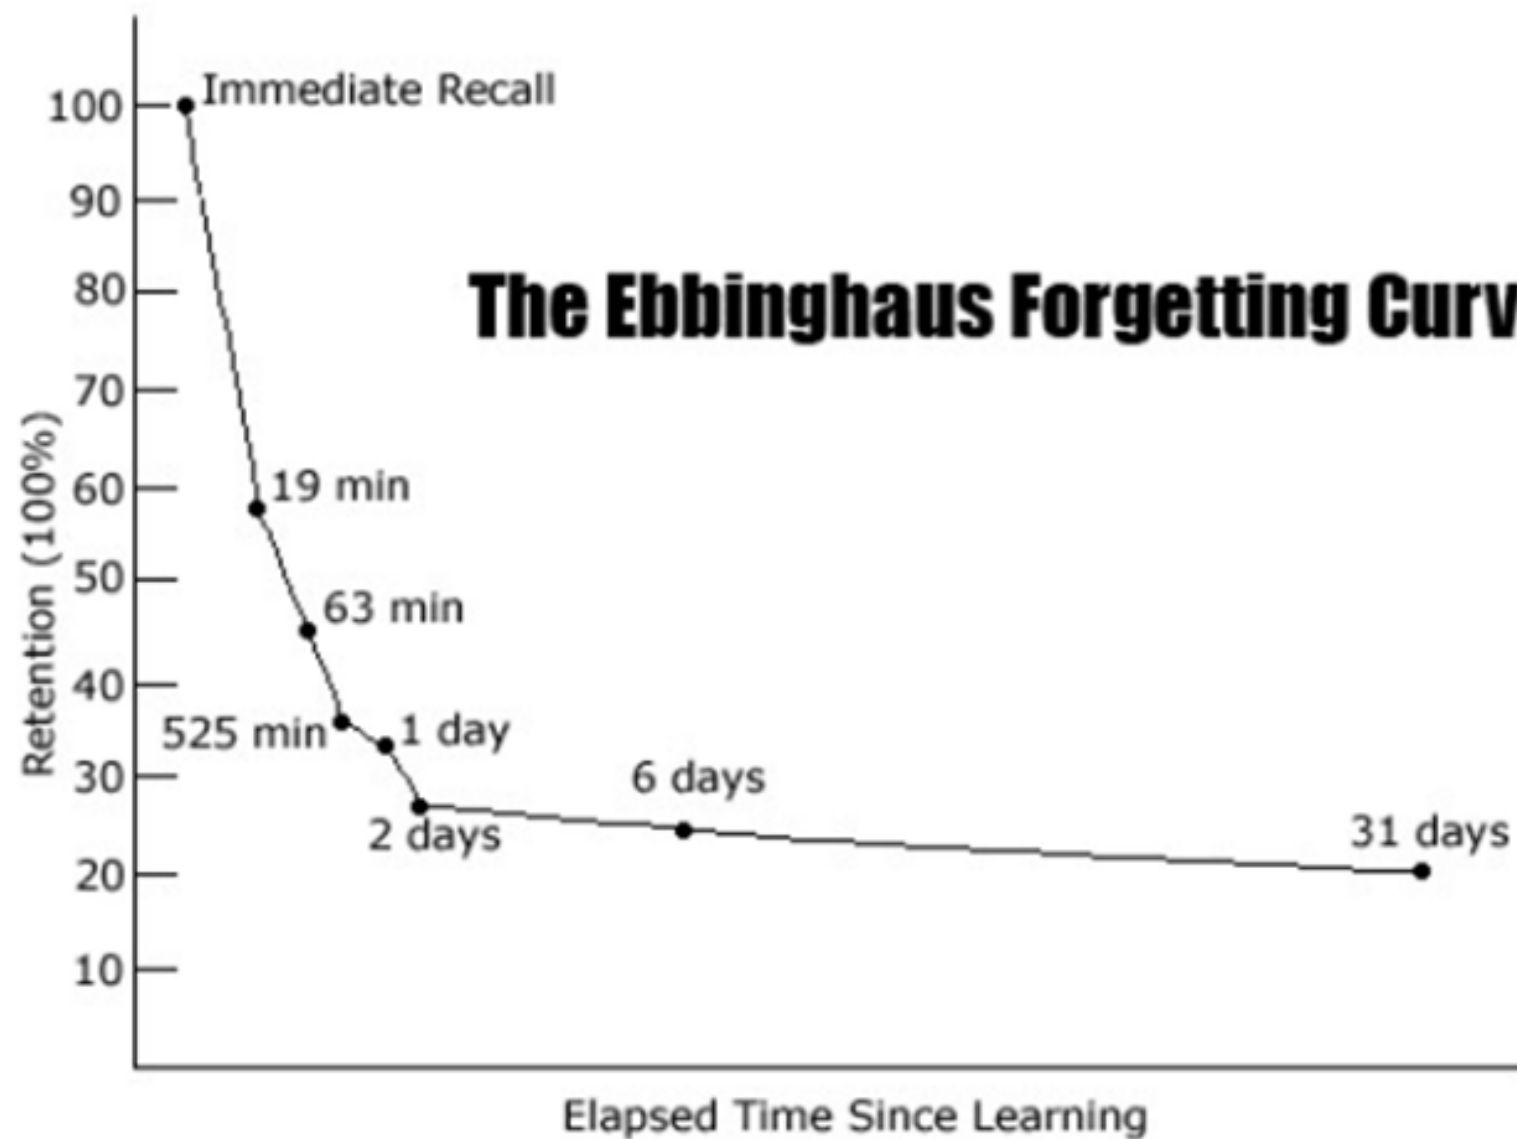 Immediate Recall
100
90
The Ebbinghaus Forgetting Curv
80
70
60
19 min
50
63 min
40
525 min
1 day
30
6 days
2 days
31 days
20
10
Retention (100%)
Elapsed Time Since Learning